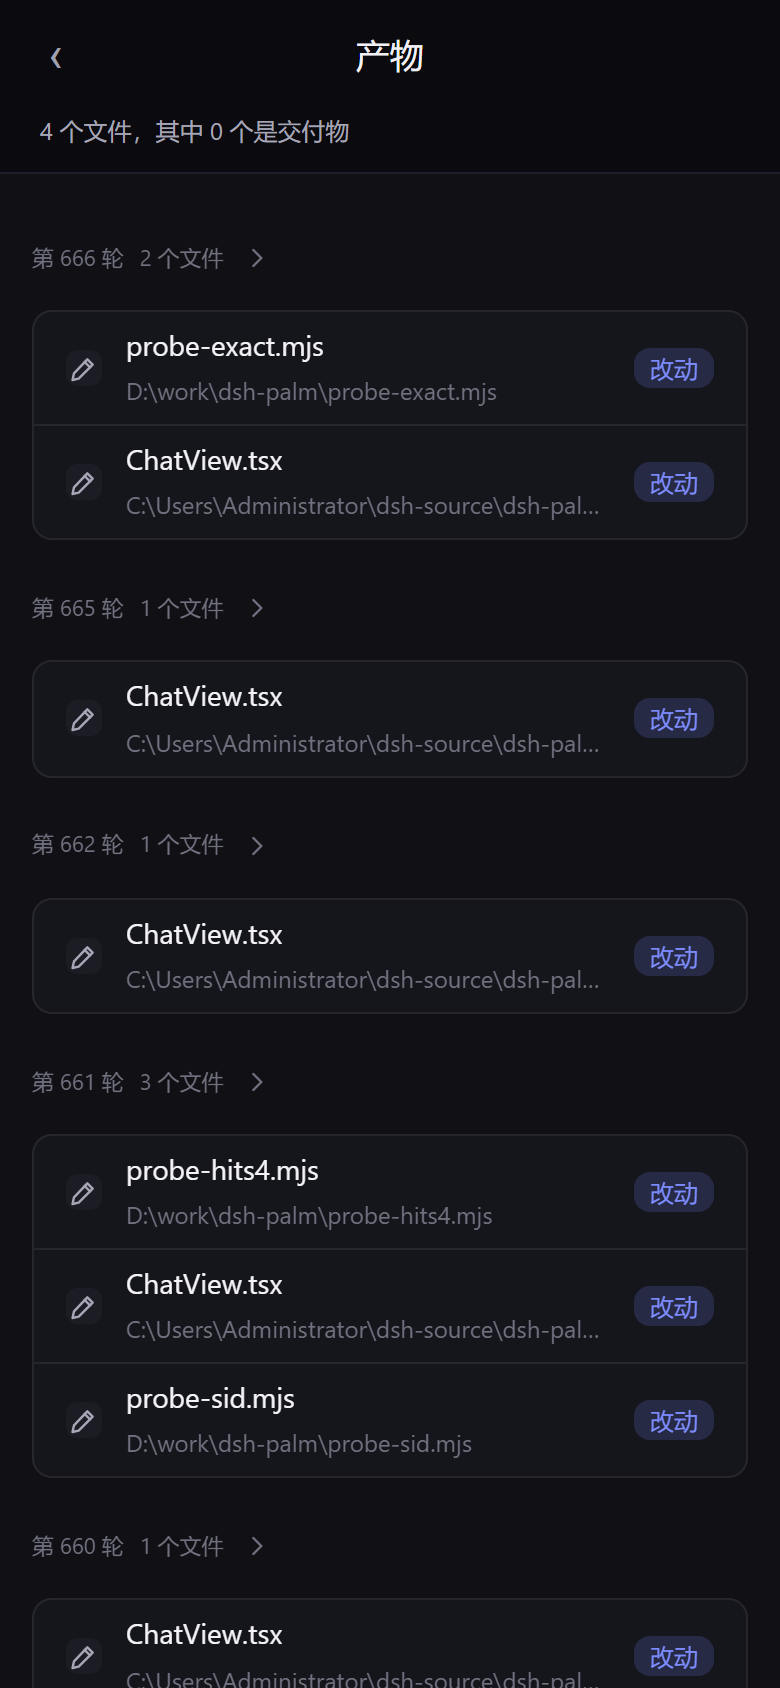 产物
4 个文件，其中 0 个是交付物
第 666 轮 2 个文件
probe-exact.mjs
改动
D:\work\dsh-palm\probe-exact.mjs
ChatView.tsx
改动
C:\Users\Administrator\dsh-source\dsh-pal...
第 665 轮 1 个文件
ChatView.tsx
改动
C:\Users\Administrator\dsh-source\dsh-pal...
第 662 轮 1 个文件
ChatView.tsx
改动
C:\Users\Administrator\dsh-source\dsh-pal...
第 661 轮 3 个文件
probe-hits4.mjs
改动
D:\work\dsh-palm\probe-hits4.mjs
ChatView.tsx
改动
C:\Users\Administrator\dsh-source\dsh-pal...
probe-sid.mjs
改动
D:\work\dsh-palm\probe-sid.mjs
第 660 轮 1 个文件
ChatView.tsx
改动
C:\Users\Administrator\dsh-source\dsh-pal...